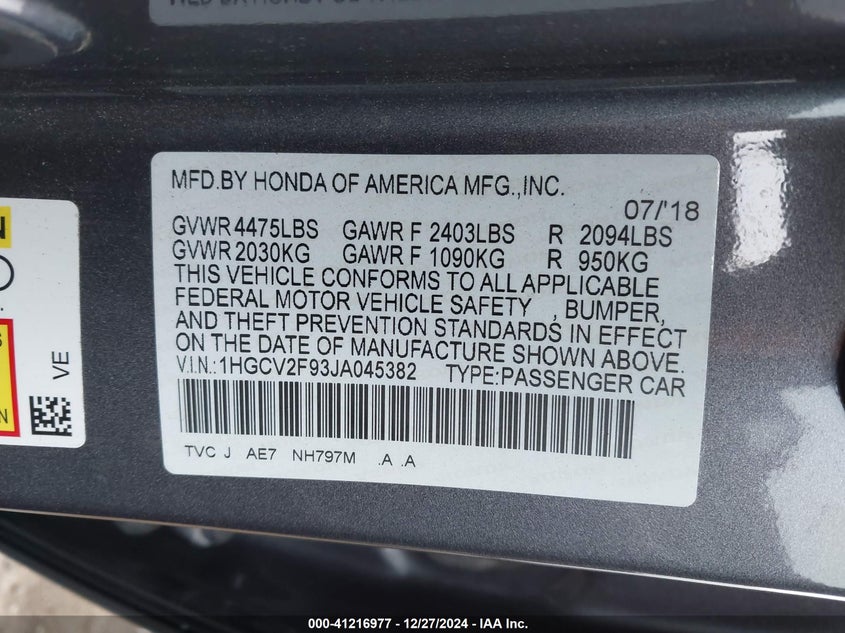 MFD.BY HONDA OF AMERICA MFG.,INC.
07/'18
GVWR 4475LBS GAWR F 2403LBS R 2094LBS
GVWR 2030KG GAWR F 1090KG R 950KG
THIS VEHICLE CONFORMS TO ALL APPLICABLE
FEDERAL MOTOR VEHICLE SAFETY , BUMPER,
AND THEFT PREVENTION STANDARDS IN EFFECT
ON THE DATE OF MANUFACTURE SHOWN ABOVE.
V.I.N.:1HGCV2F93JA045382 TYPE:PASSENGER CAR
TVC J AE7 NH797M .A .A
VE
000-41216977 - 12/27/2024 - IAA Inc.